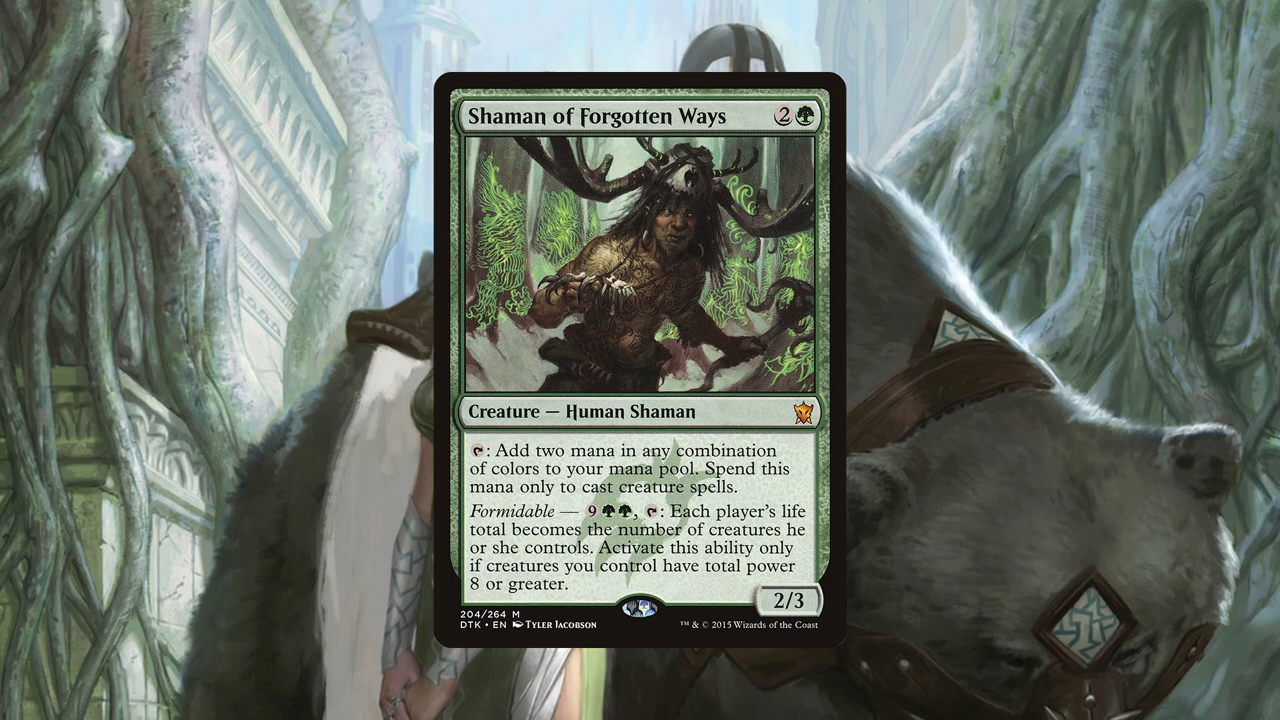 Shaman of Forgotten Ways 2
Creature — Human Shaman
: Add two mana in any combination
of colors to your mana pool. Spend this
mana only to cast creature spells.
Formidable — 9, : Each player's life
total becomes the number of creatures he
or she controls. Activate this ability only
if creatures you control have total power
8 or greater.
2/3
204/264 M
DTK • EN Tyler Jacobson
™ & © 2015 Wizards of the Coast